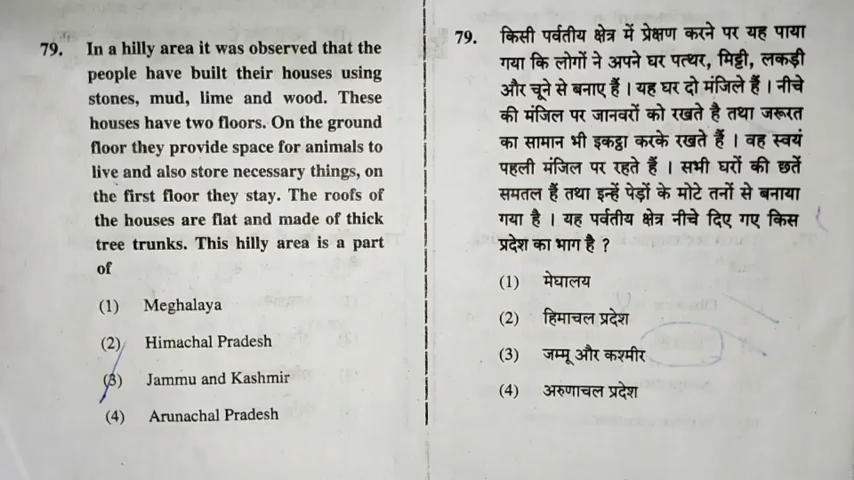 79. In a hilly area it was observed that the
people have built their houses using
stones, mud, lime and wood. These
houses have two floors. On the ground
floor they provide space for animals to
live and also store necessary things, on
the first floor they stay. The roofs of
the houses are flat and made of thick
tree trunks. This hilly area is a part
of
(1) Meghalaya
(2) Himachal Pradesh
(3) Jammu and Kashmir
(4) Arunachal Pradesh
79. किसी पर्वतीय क्षेत्र में प्रेक्षण करने पर यह पाया
गया कि लोगों ने अपने घर पत्थर, मिट्टी, लकड़ी
और चूने से बनाए हैं । यह घर दो मंजिले हैं । नीचे
की मंजिल पर जानवरों को रखते है तथा जरूरत
का सामान भी इकट्ठा करके रखते हैं । वह स्वयं
पहली मंजिल पर रहते हैं । सभी घरों की छतें
समतल हैं तथा इन्हें पेड़ों के मोटे तनों से बनाया
गया है । यह पर्वतीय क्षेत्र नीचे दिए गए किस
प्रदेश का भाग है ?
(1) मेघालय
(2) हिमाचल प्रदेश
(3) जम्मू और कश्मीर
(4) अरुणाचल प्रदेश